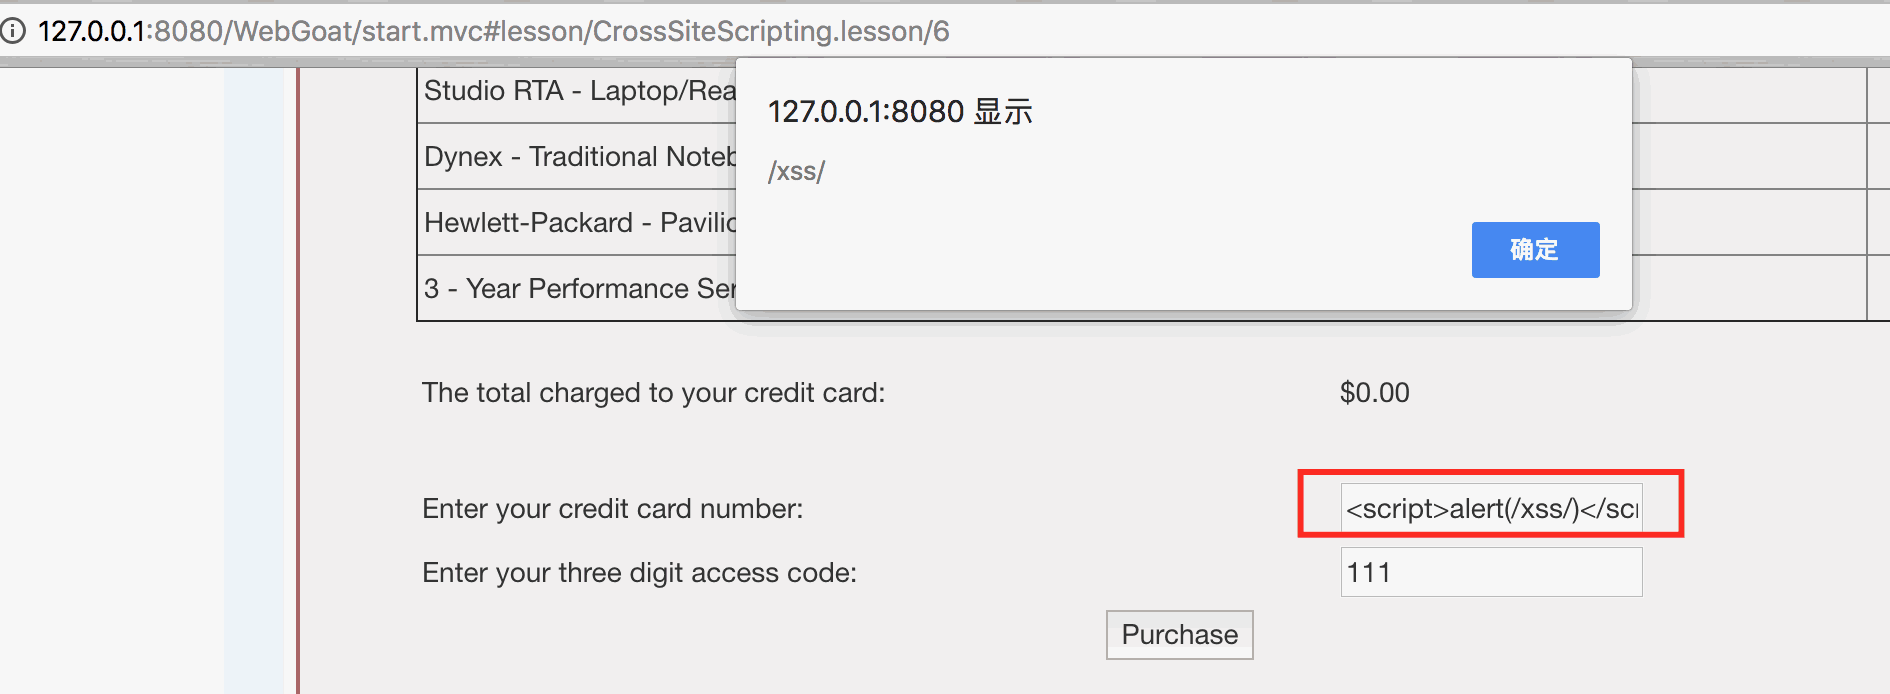 127.0.0.1:8080/WebGoat/start.mvc#lesson/CrossSiteScripting.lesson/6
Studio RTA - Laptop/Rea
127.0.0.1:8080 显示
Dynex - Traditional Noteb
/xss/
Hewlett-Packard - Pavilic
确定
3 - Year Performance Ser
The total charged to your credit card: $0.00
Enter your credit card number: <script>alert(/xss/)</scr
Enter your three digit access code: 111
Purchase